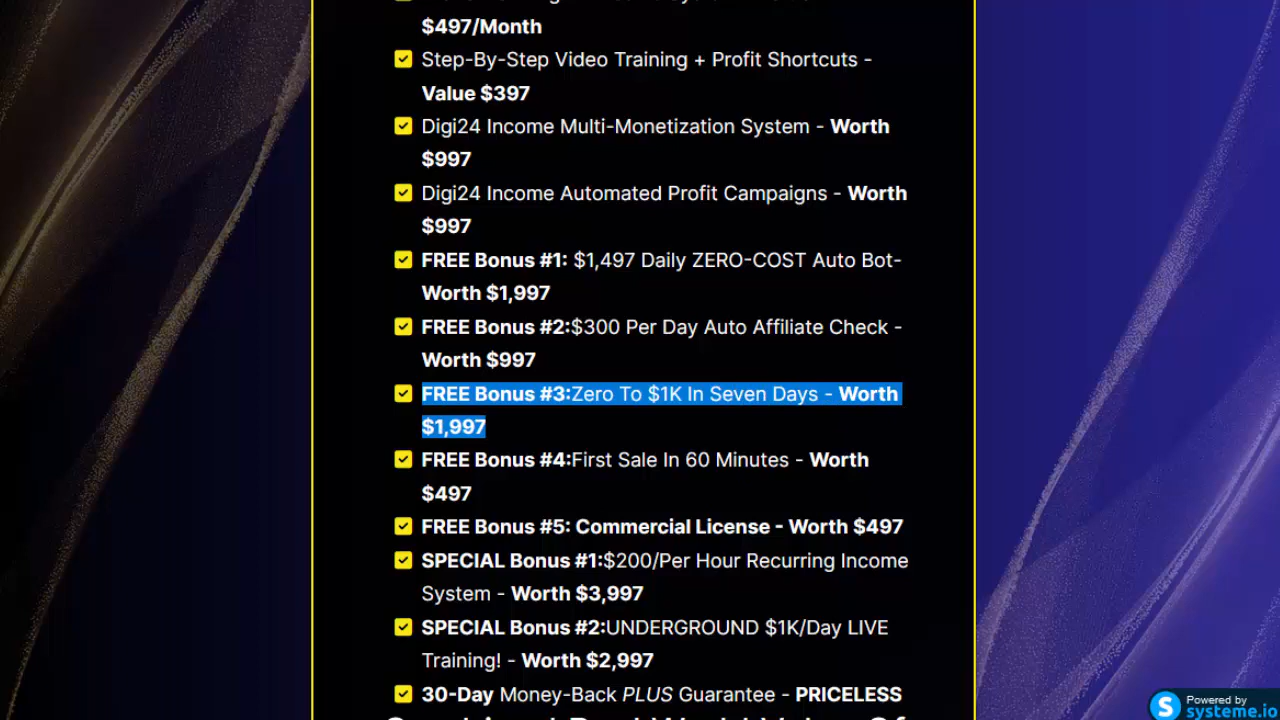 $497/Month
Step-By-Step Video Training + Profit Shortcuts -
Value $397
Digi24 Income Multi-Monetization System - Worth
$997
Digi24 Income Automated Profit Campaigns - Worth
$997
FREE Bonus #1: $1,497 Daily ZERO-COST Auto Bot-
Worth $1,997
FREE Bonus #2:$300 Per Day Auto Affiliate Check -
Worth $997
FREE Bonus #3:Zero To $1K In Seven Days - Worth
$1,997
FREE Bonus #4:First Sale In 60 Minutes - Worth
$497
FREE Bonus #5: Commercial License - Worth $497
SPECIAL Bonus #1:$200/Per Hour Recurring Income
System - Worth $3,997
SPECIAL Bonus #2:UNDERGROUND $1K/Day LIVE
Training! - Worth $2,997
30-Day Money-Back PLUS Guarantee - PRICELESS
Powered by
systeme.io